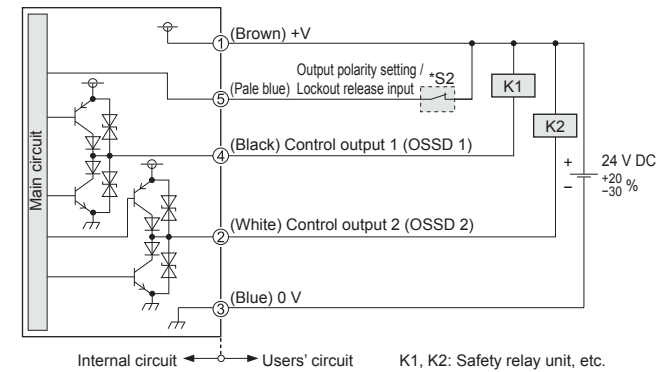 Main circuit
1 (Brown) +V
Output polarity setting /
5 (Pale blue) Lockout release input
*S2
K1
K2
4 (Black) Control output 1 (OSSD 1)
+
−
24 V DC
+20
−30 %
2 (White) Control output 2 (OSSD 2)
3 (Blue) 0 V
Internal circuit
Users' circuit
K1, K2: Safety relay unit, etc.